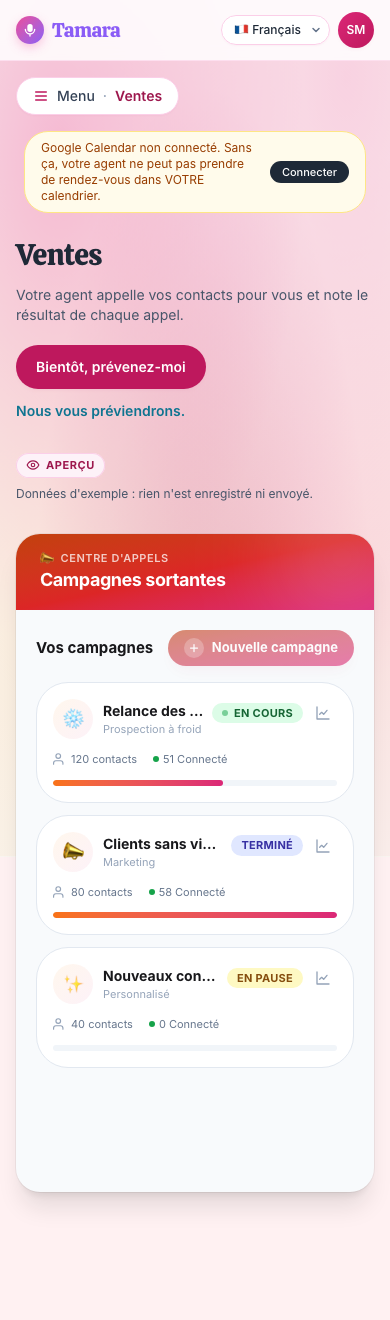 Tamara
Français
SM
Menu · Ventes
Google Calendar non connecté. Sans
ça, votre agent ne peut pas prendre
de rendez-vous dans VOTRE
calendrier.
Connecter
Ventes
Votre agent appelle vos contacts pour vous et note le
résultat de chaque appel.
Bientôt, prévenez-moi
Nous vous préviendrons.
APERÇU
Données d'exemple : rien n'est enregistré ni envoyé.
CENTRE D'APPELS
Campagnes sortantes
Vos campagnes
Nouvelle campagne
Relance des ...
EN COURS
Prospection à froid
120 contacts
51 Connecté
Clients sans vi...
TERMINÉ
Marketing
80 contacts
58 Connecté
Nouveaux con...
EN PAUSE
Personnalisé
40 contacts
0 Connecté